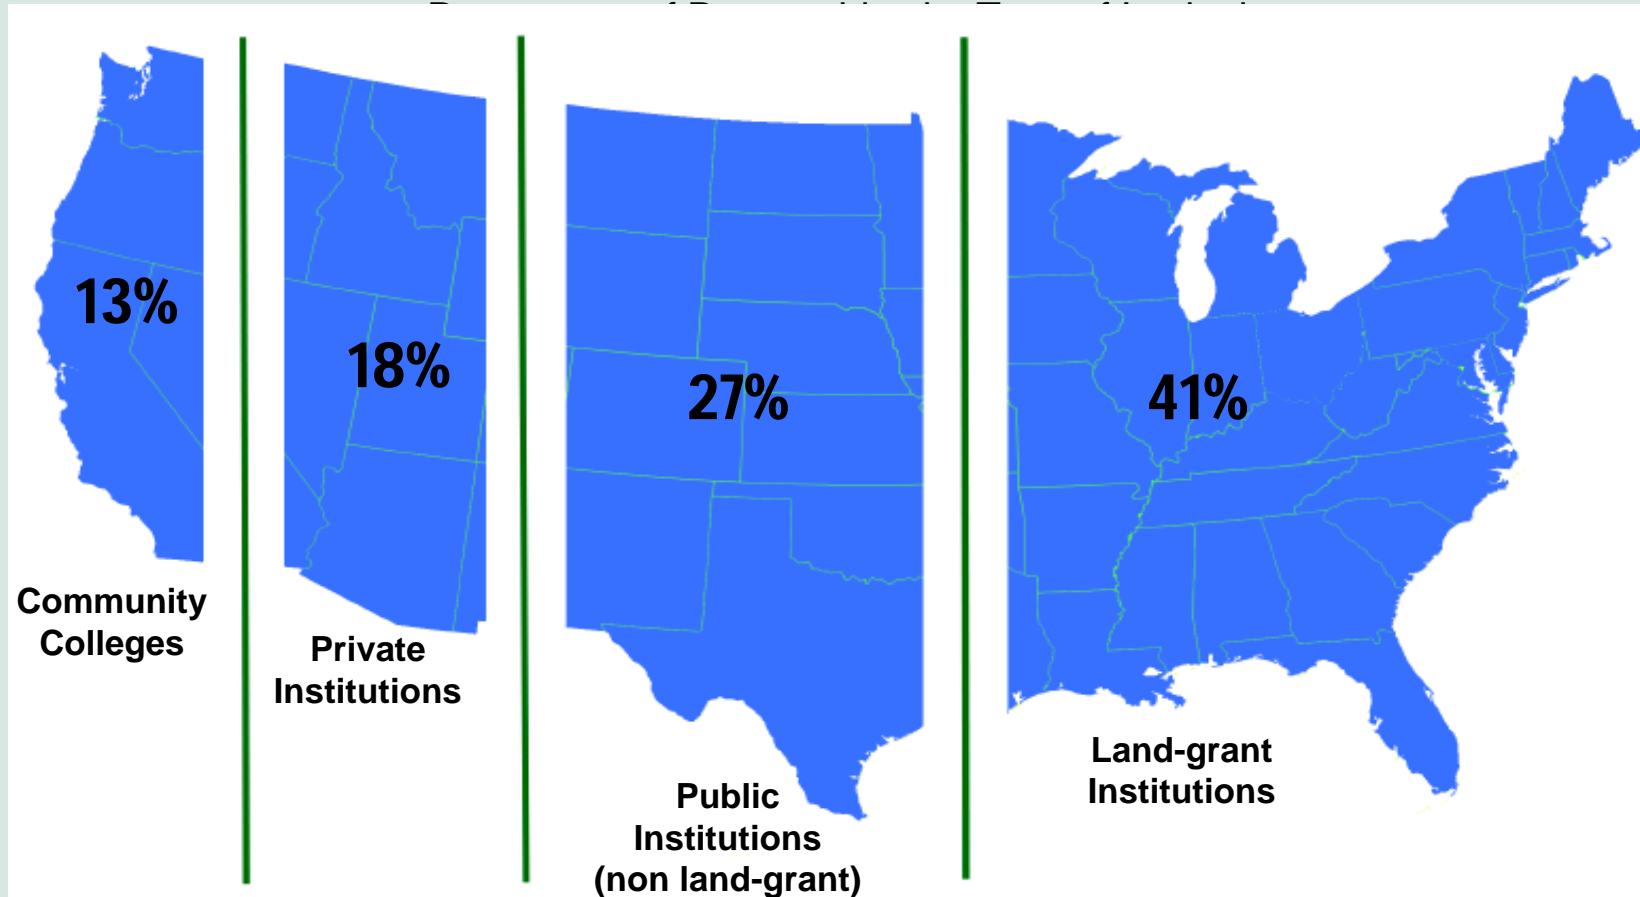 13%
Community
Colleges
18%
Private
Institutions
27%
Public
Institutions
(non land-grant)
41%
Land-grant
Institutions